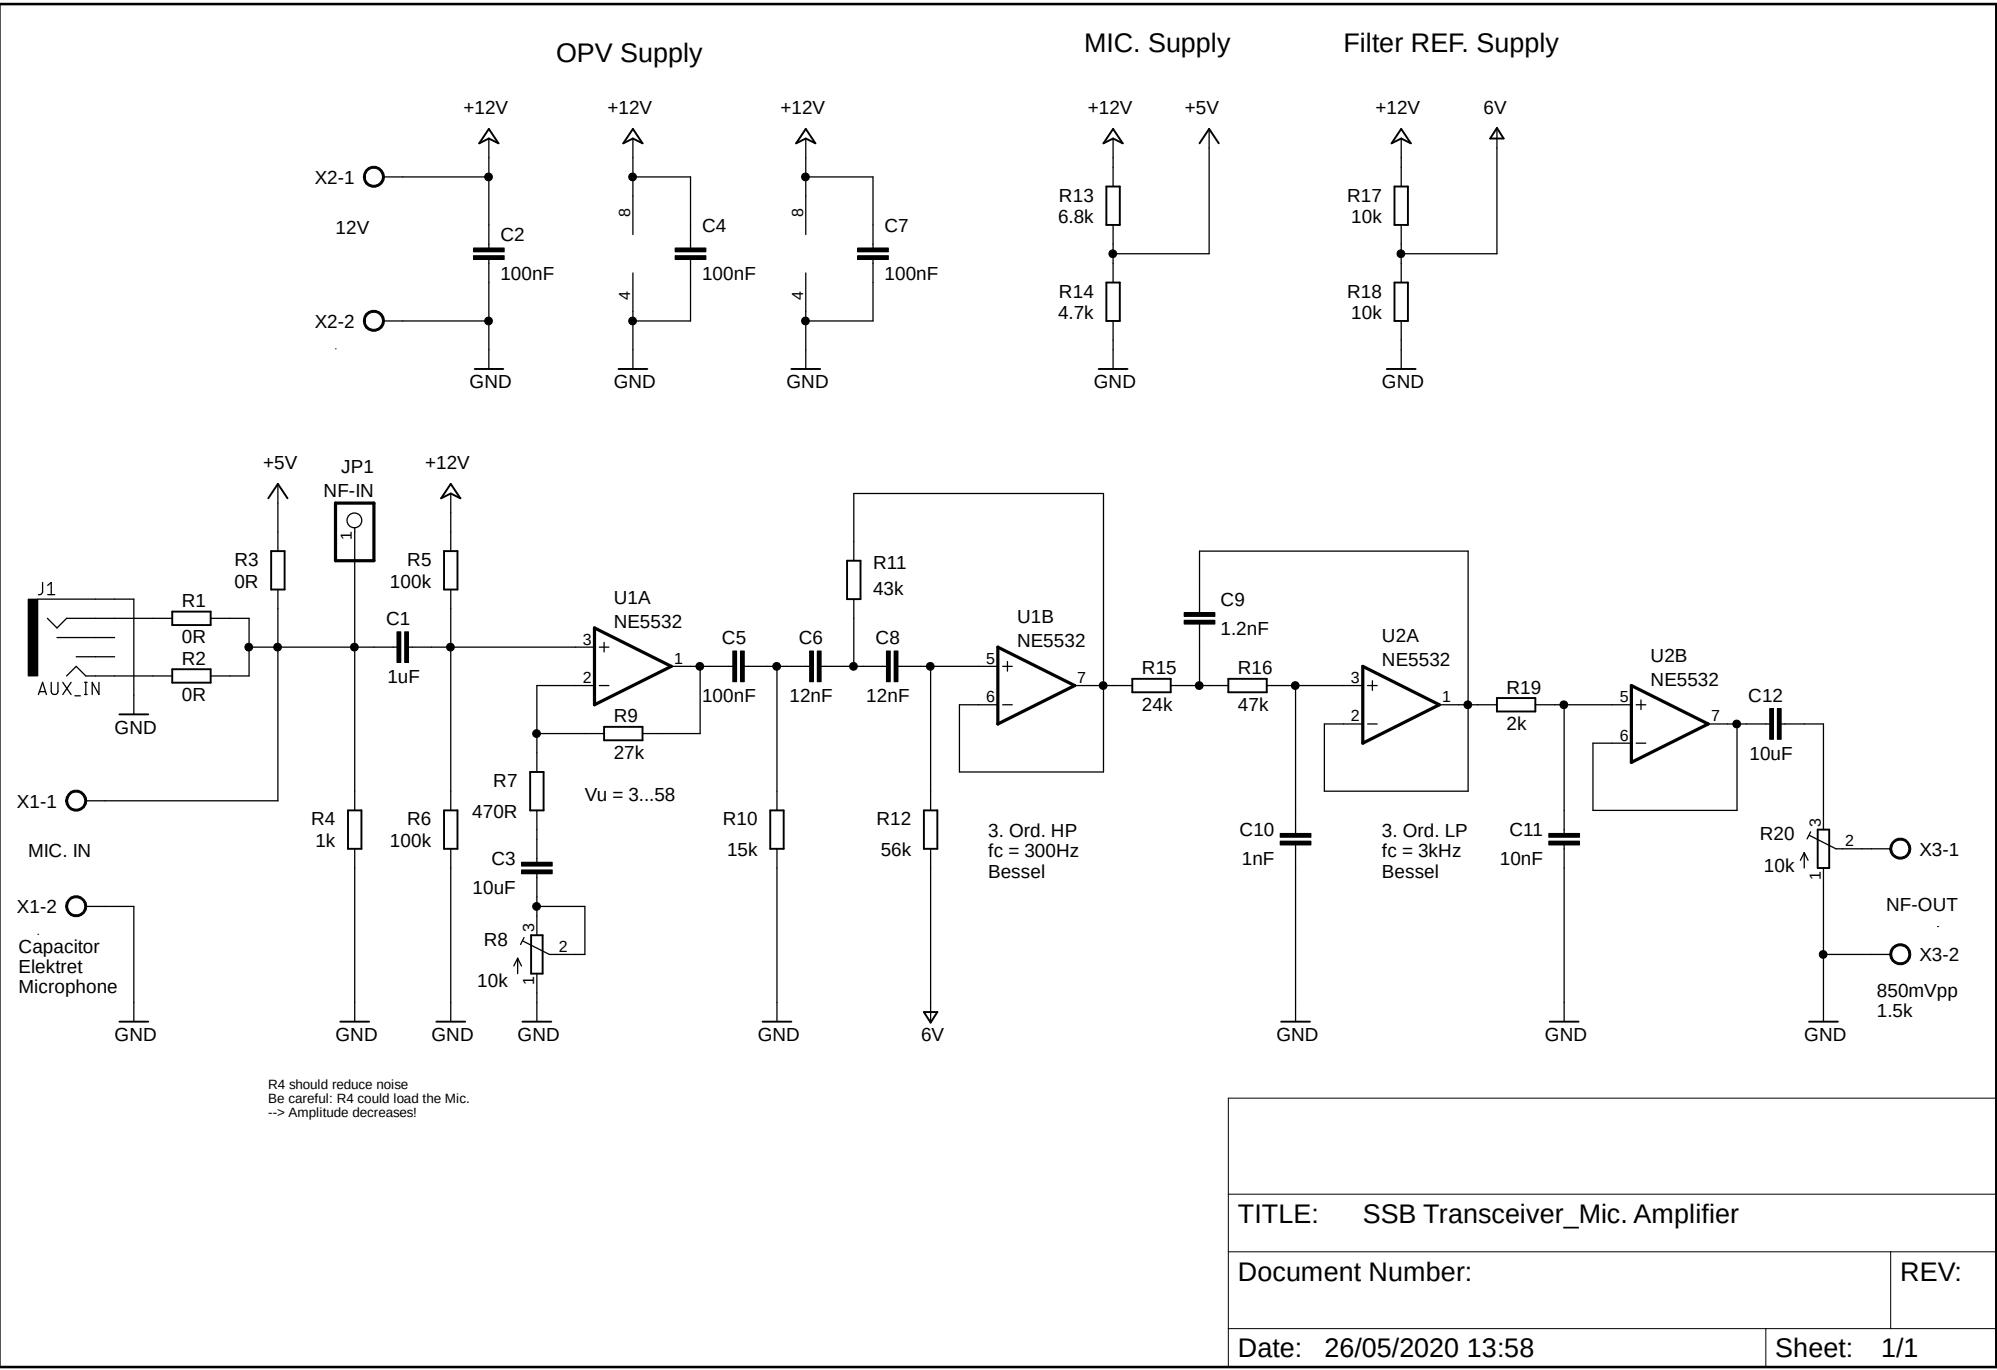 OPV Supply
MIC. Supply
Filter REF. Supply
+12V
+12V
+12V
+12V
+5V
+12V
6V
X2-1
12V
X2-2
C2
100nF
8
4
C4
100nF
8
4
C7
100nF
R13
6.8k
R14
4.7k
R17
10k
R18
10k
GND
GND
GND
GND
GND
+5V
JP1
NF-IN
1
+12V
R3
0R
R5
100k
J1
AUX_IN
R1
0R
R2
0R
GND
C1
1uF
U1A
NE5532
3
2
1
R9
27k
Vu = 3...58
R7
470R
C3
10uF
R8
10k
3
2
1
C5
100nF
C6
12nF
C8
12nF
R11
43k
U1B
NE5532
5
6
7
R15
24k
R16
47k
C9
1.2nF
U2A
NE5532
3
2
1
R19
2k
U2B
NE5532
5
6
7
C12
10uF
X1-1
MIC. IN
X1-2
Capacitor
Elektret
Microphone
R4
1k
R6
100k
R10
15k
R12
56k
3. Ord. HP
fc = 300Hz
Bessel
C10
1nF
3. Ord. LP
fc = 3kHz
Bessel
C11
10nF
R20
10k
3
2
1
X3-1
NF-OUT
X3-2
850mVpp
1.5k
GND
GND
GND
GND
GND
6V
GND
GND
GND
R4 should reduce noise
Be careful: R4 could load the Mic.
--> Amplitude decreases!
TITLE: SSB Transceiver_Mic. Amplifier
Document Number:
REV:
Date: 26/05/2020 13:58
Sheet: 1/1